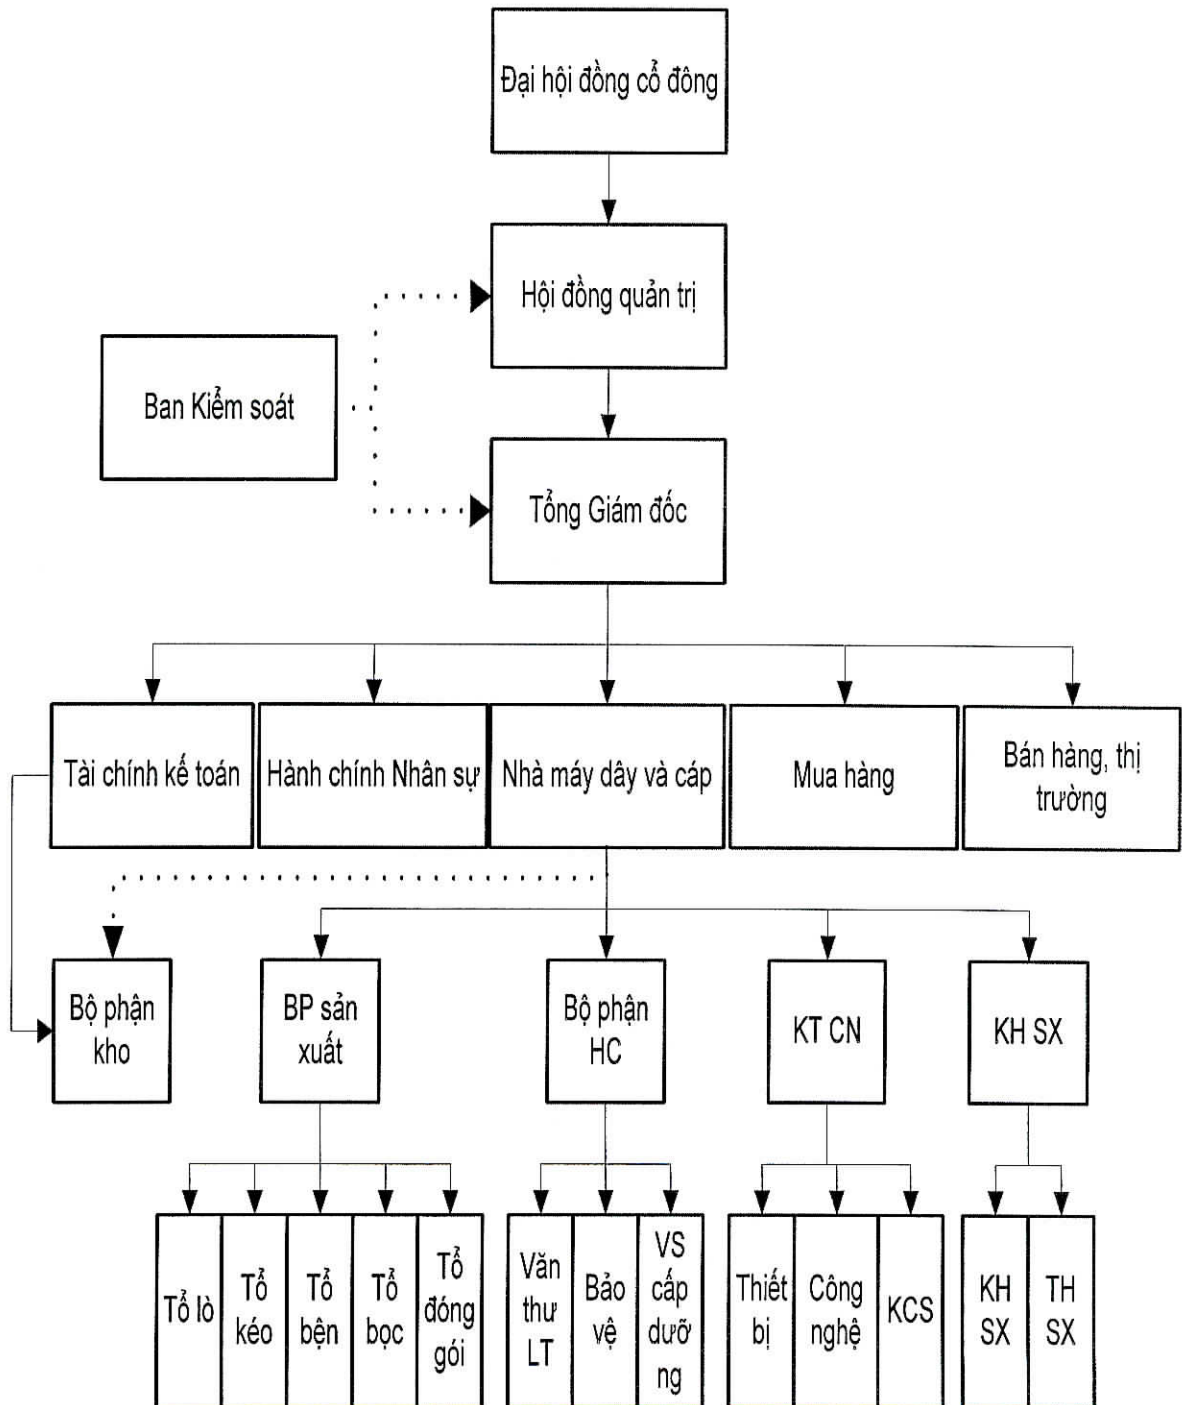 Đại hội đồng cổ đông
Hội đồng quản trị
Ban Kiểm soát
Tổng Giám đốc
Tài chính kế toán
Hành chính Nhân sự
Nhà máy dây và cáp
Mua hàng
Bán hàng, thị
trường
Bộ phận
kho
BP sản
xuất
Bộ phận
HC
KT CN
KH SX
Tổ lò
Tổ
kéo
Tổ
bện
Tổ
bọc
Tổ
đóng
gói
Văn
thư
LT
Bảo
vệ
VS
cấp
dưỡ
ng
Thiết
bị
Công
nghệ
KCS
KH
SX
TH
SX